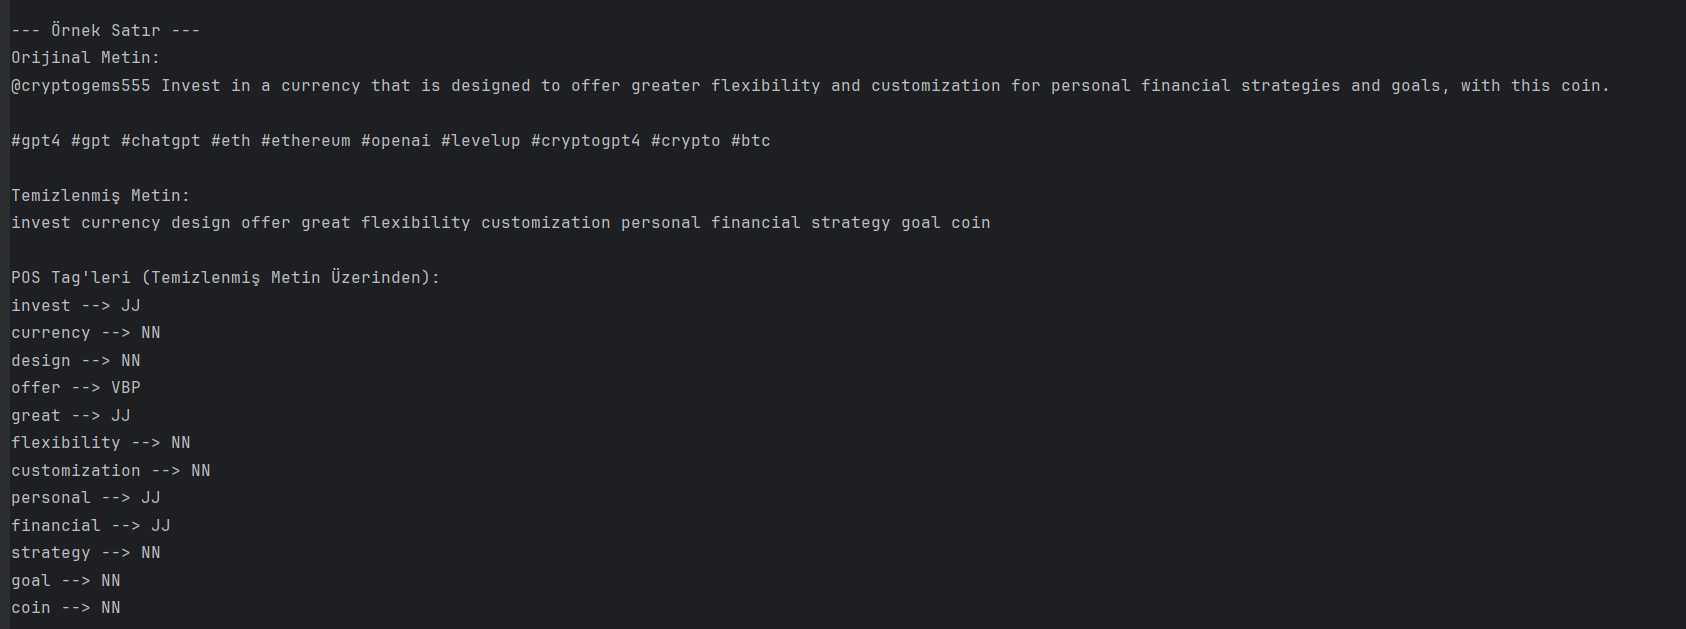 --- Örnek Satır ---
Orijinal Metin:
@cryptogems555 Invest in a currency that is designed to offer greater flexibility and customization for personal financial strategies and goals, with this coin.
#gpt4 #gpt #chatgpt #eth #ethereum #openai #levelup #cryptogpt4 #crypto #btc
Temizlenmiş Metin:
invest currency design offer great flexibility customization personal financial strategy goal coin
POS Tag'leri (Temizlenmiş Metin Üzerinden):
invest --> JJ
currency --> NN
design --> NN
offer --> VBP
great --> JJ
flexibility --> NN
customization --> NN
personal --> JJ
financial --> JJ
strategy --> NN
goal --> NN
coin --> NN